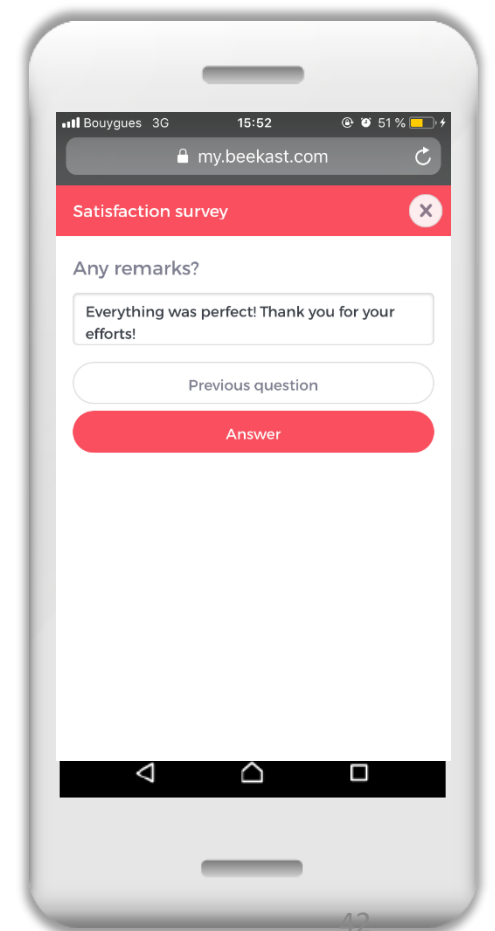 Bouygues 3G 15:52 51 %
my.beekast.com
Satisfaction survey
Any remarks?
Everything was perfect! Thank you for your
efforts!
Previous question
Answer
42